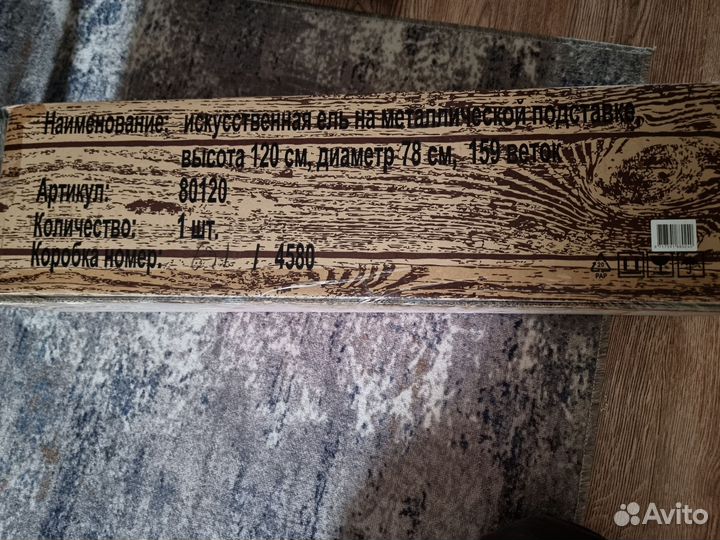 Наименование: искусственная ель на металлической подставке,
высота 120 см, диаметр 78 см, 159 веток
Артикул: 80120
Количество: 1 шт.
Коробка номер: / 4580
PAP
Avito